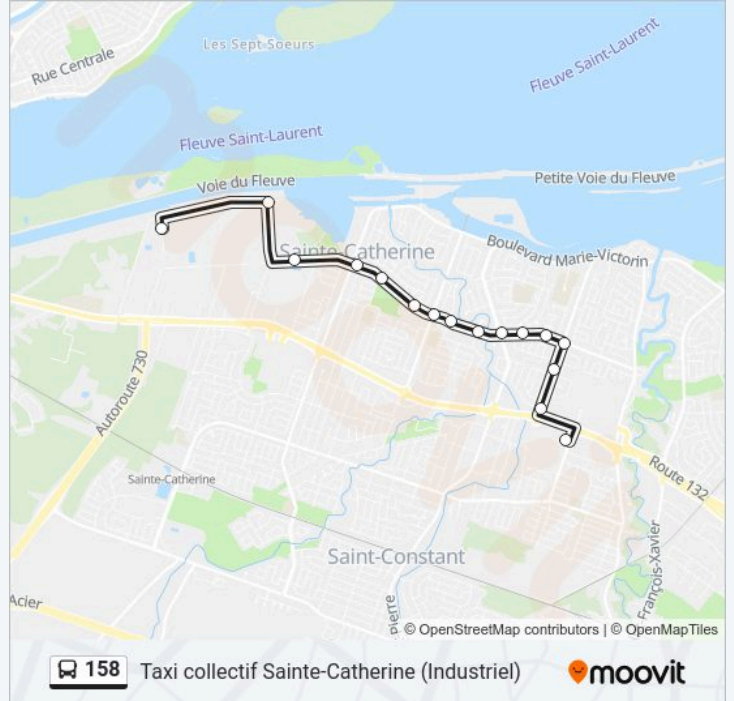 Les Sept-Soeurs
Rue Centrale
Fleuve Saint-Laurent
Fleuve Saint-Laurent
Voie du Fleuve
Petite Voie du Fleuve
Sainte-Catherine
Boulevard Marie-Victorin
Autoroute 730
Sainte-Catherine
Route 132
Saint-Constant
François-Xavier
Acier
Pierre
© OpenStreetMap contributors | © OpenMapTiles
158 Taxi collectif Sainte-Catherine (Industriel) moovit